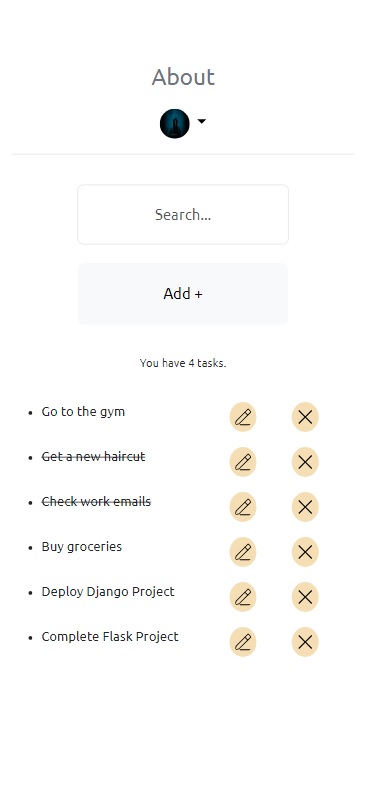 About
Search...
Add +
You have 4 tasks.
Go to the gym
Get a new haircut
Check work emails
Buy groceries
Deploy Django Project
Complete Flask Project